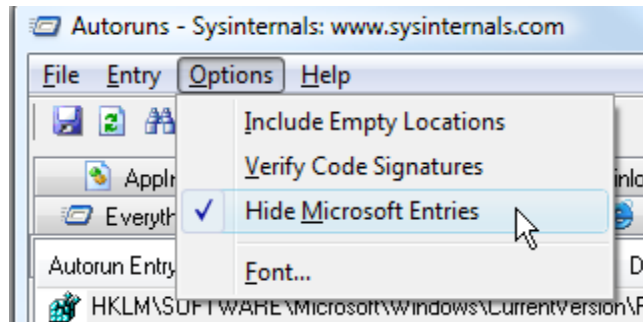 Autoruns - Sysinternals: www.sysinternals.com
File Entry Options Help
Include Empty Locations
Verify Code Signatures
Hide Microsoft Entries
Font...
Autorun Entry
HKLM\SOFTWARE\Microsoft\Windows\CurrentVersion\